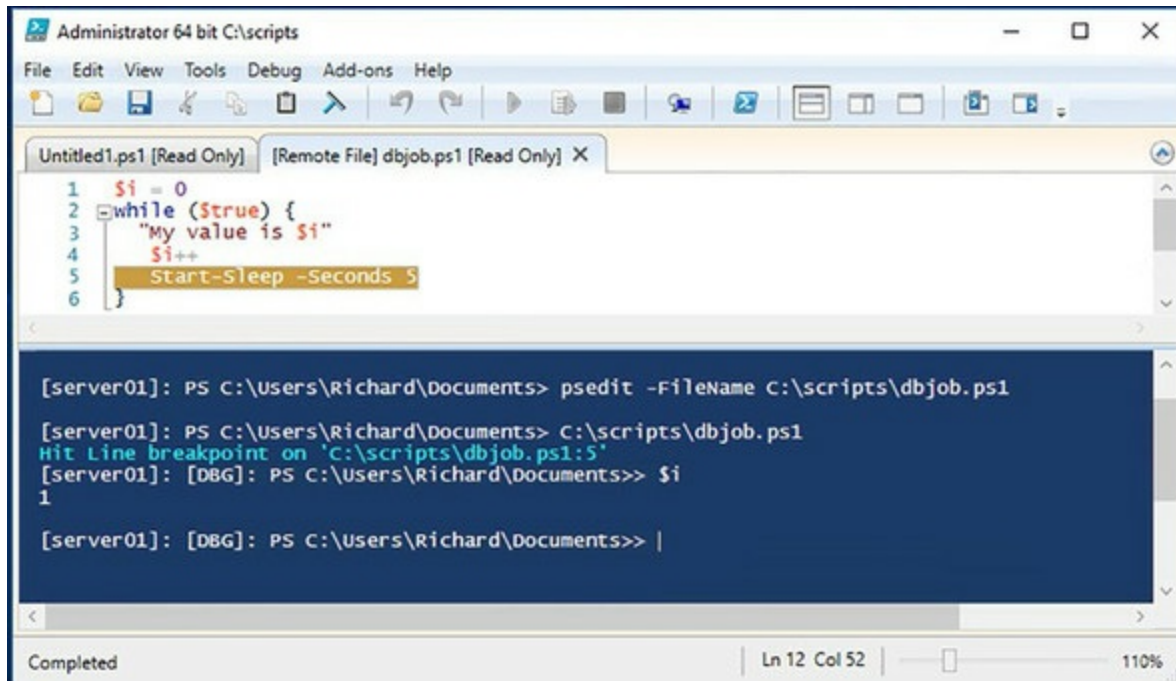 Administrator 64 bit C:\scripts
File Edit View Tools Debug Add-ons Help
Untitled1.ps1 [Read Only] [Remote File] dbjob.ps1 [Read Only] X
1 $i = 0
2 while ($true) {
3 "My value is $i"
4 $i++
5 Start-Sleep -Seconds 5
6 }
[server01]: PS C:\Users\Richard\Documents> psedit -FileName C:\scripts\dbjob.ps1
[server01]: PS C:\Users\Richard\Documents> C:\scripts\dbjob.ps1
Hit Line breakpoint on 'C:\scripts\dbjob.ps1:5'
[server01]: [DBG]: PS C:\Users\Richard\Documents>> $i
1
[server01]: [DBG]: PS C:\Users\Richard\Documents>>
Completed Ln 12 Col 52 110%